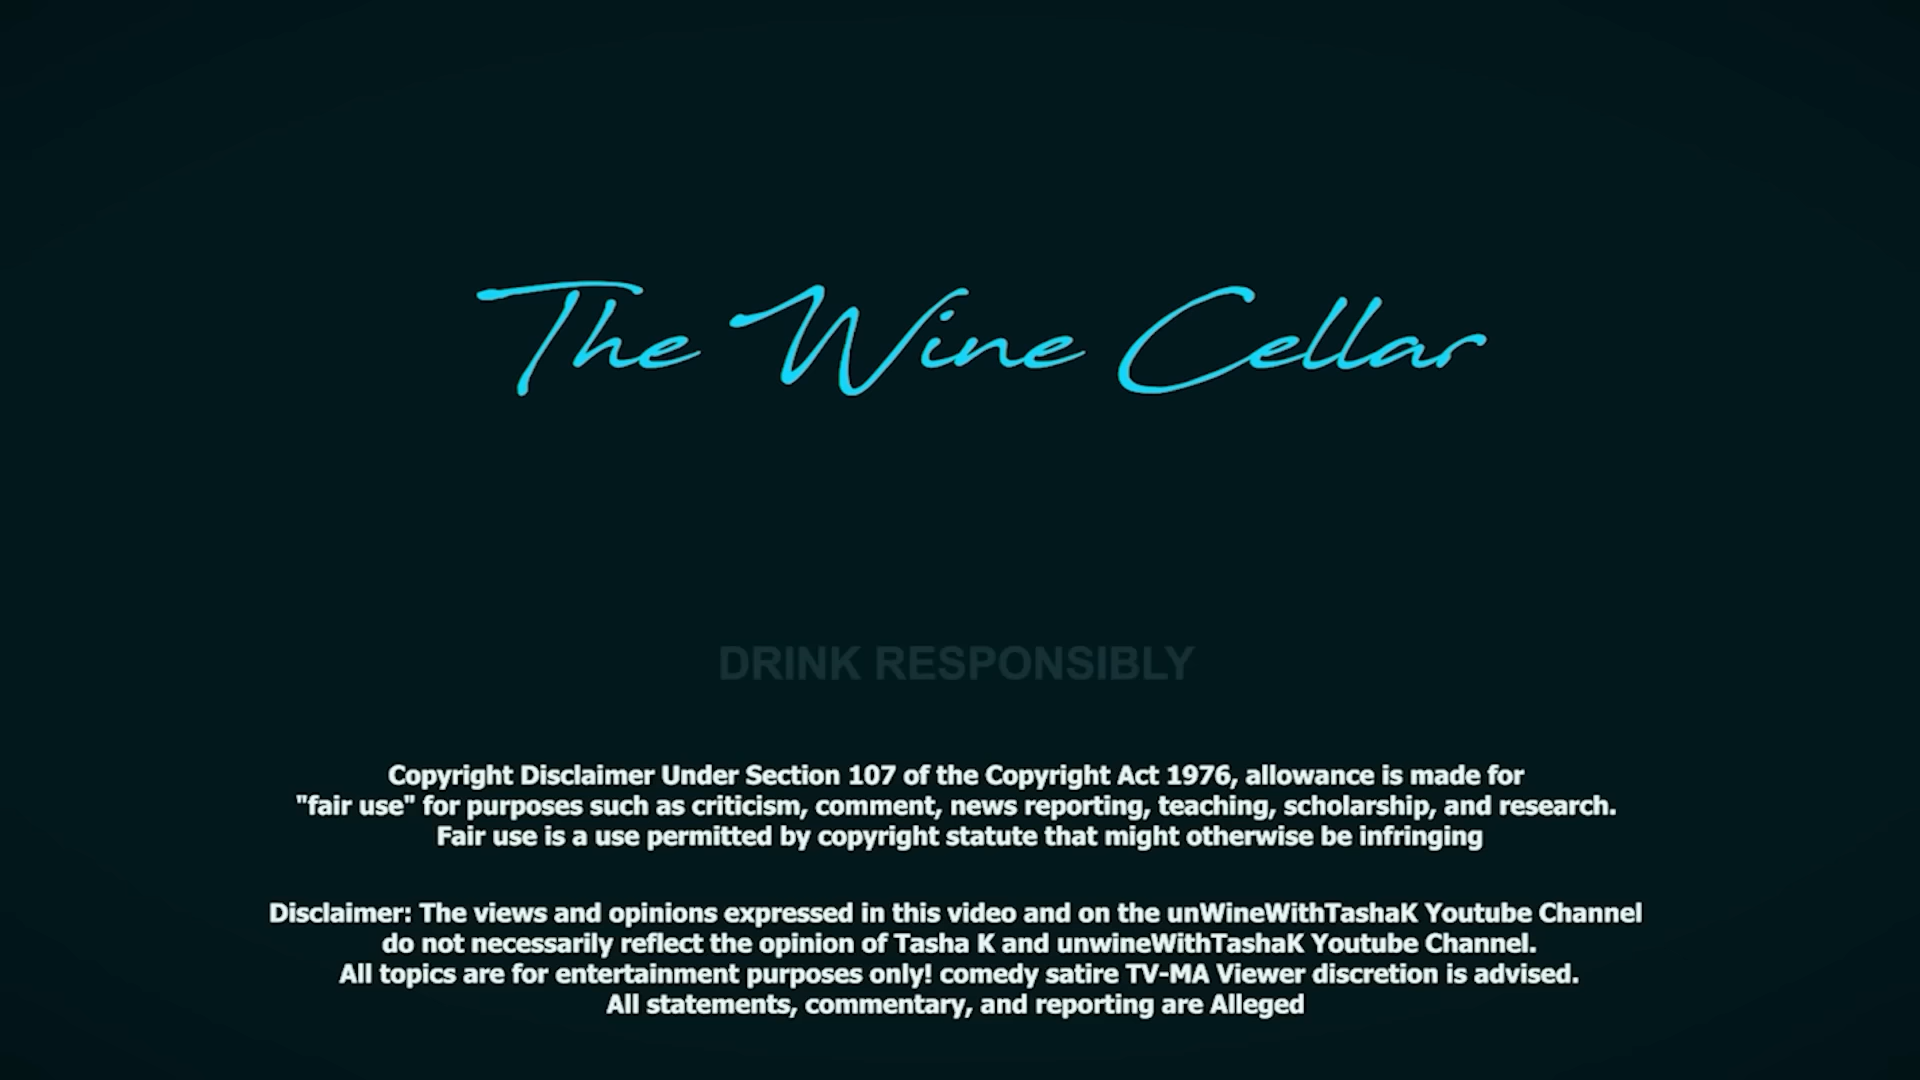 The Wine Cellar
DRINK RESPONSIBLY
Copyright Disclaimer Under Section 107 of the Copyright Act 1976, allowance is made for
"fair use" for purposes such as criticism, comment, news reporting, teaching, scholarship, and research.
Fair use is a use permitted by copyright statute that might otherwise be infringing
Disclaimer: The views and opinions expressed in this video and on the unWineWithTashaK Youtube Channel
do not necessarily reflect the opinion of Tasha K and unwineWithTashaK Youtube Channel.
All topics are for entertainment purposes only! comedy satire TV-MA Viewer discretion is advised.
All statements, commentary, and reporting are Alleged